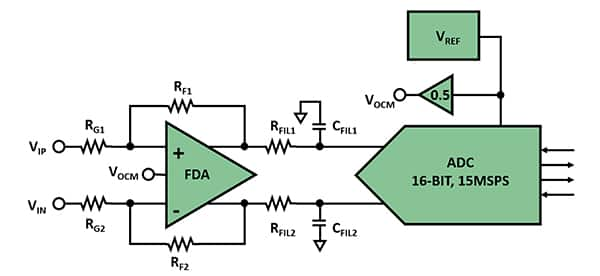 VREF
RF1
VOCM
0.5
RG1
RFIL1
CFIL1
VIP
+
ADC
16-BIT, 15MSPS
VOCM
FDA
VIN
-
RG2
RFIL2
CFIL2
RF2